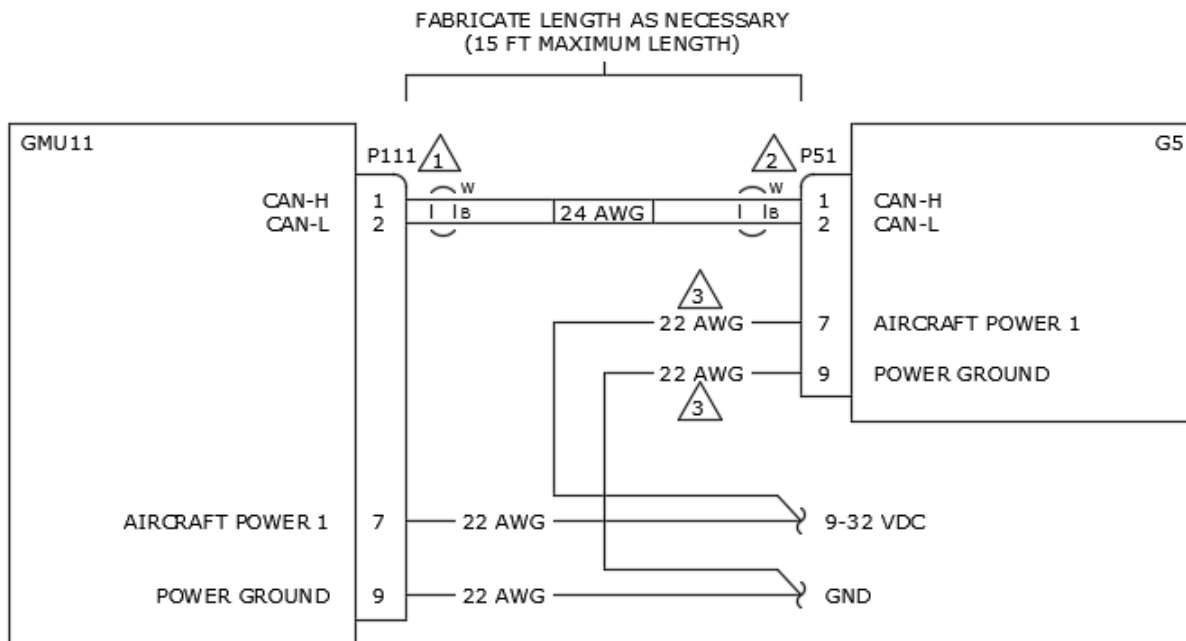 FABRICATE LENGTH AS NECESSARY
(15 FT MAXIMUM LENGTH)
GMU11
G5
P111
1
2
P51
CAN-H
1
W
W
1
CAN-H
CAN-L
2
B
24 AWG
B
2
CAN-L
3
22 AWG
7
AIRCRAFT POWER 1
22 AWG
9
POWER GROUND
3
AIRCRAFT POWER 1
7
22 AWG
9-32 VDC
POWER GROUND
9
22 AWG
GND